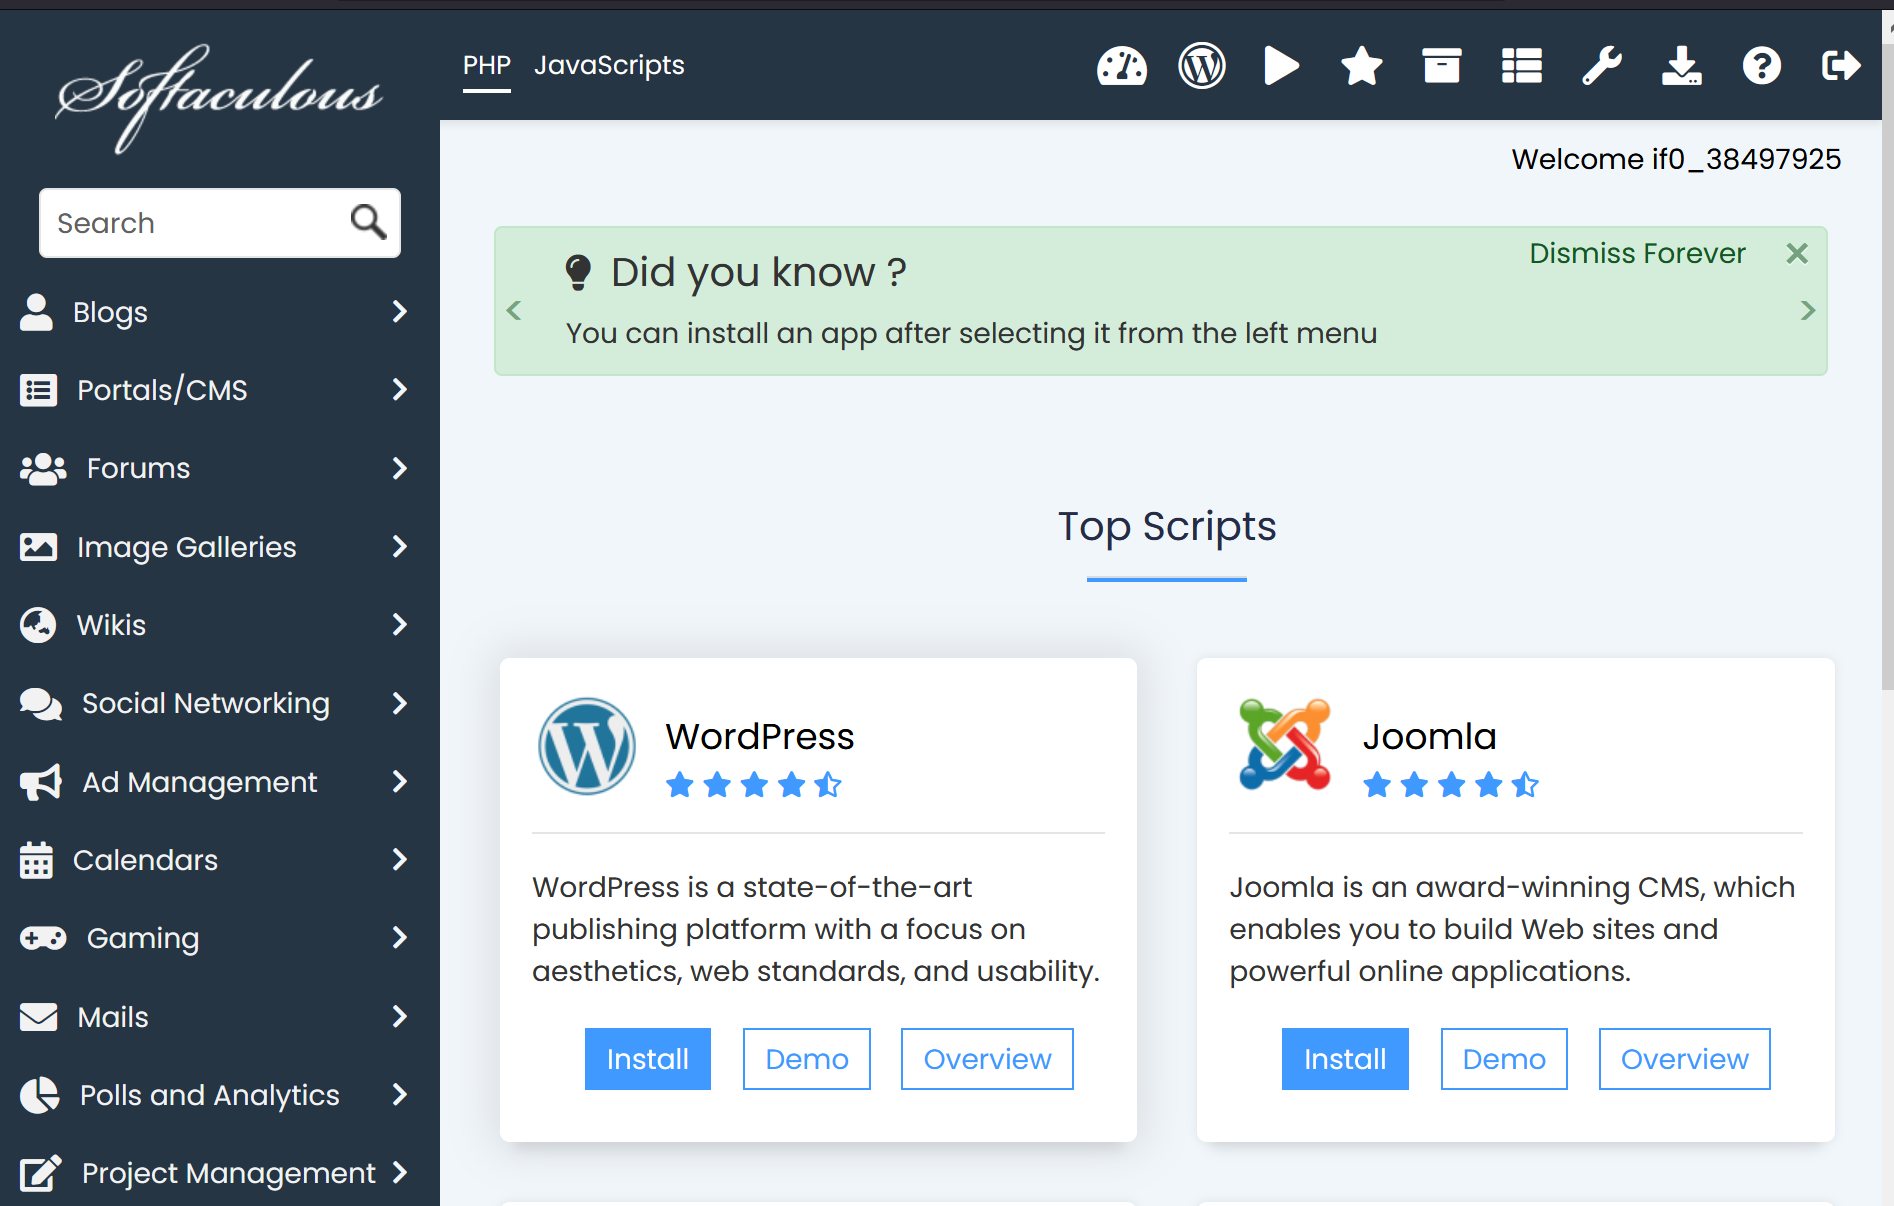 Softaculous
PHP JavaScripts
Welcome if0_38497925
Search
Blogs
Portals/CMS
Forums
Image Galleries
Wikis
Social Networking
Ad Management
Calendars
Gaming
Mails
Polls and Analytics
Project Management
Did you know ?
Dismiss Forever
You can install an app after selecting it from the left menu
Top Scripts
WordPress
WordPress is a state-of-the-art
publishing platform with a focus on
aesthetics, web standards, and usability.
Install Demo Overview
Joomla
Joomla is an award-winning CMS, which
enables you to build Web sites and
powerful online applications.
Install Demo Overview